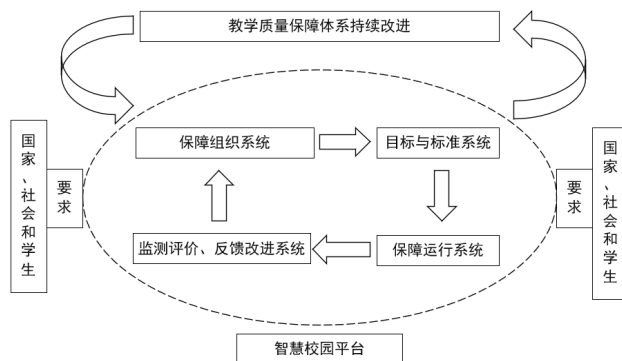 教学质量保障体系持续改进
保障组织系统
目标与标准系统
国家、社会和学生
要求
要求
国家、社会和学生
监测评价、反馈改进系统
保障运行系统
智慧校园平台